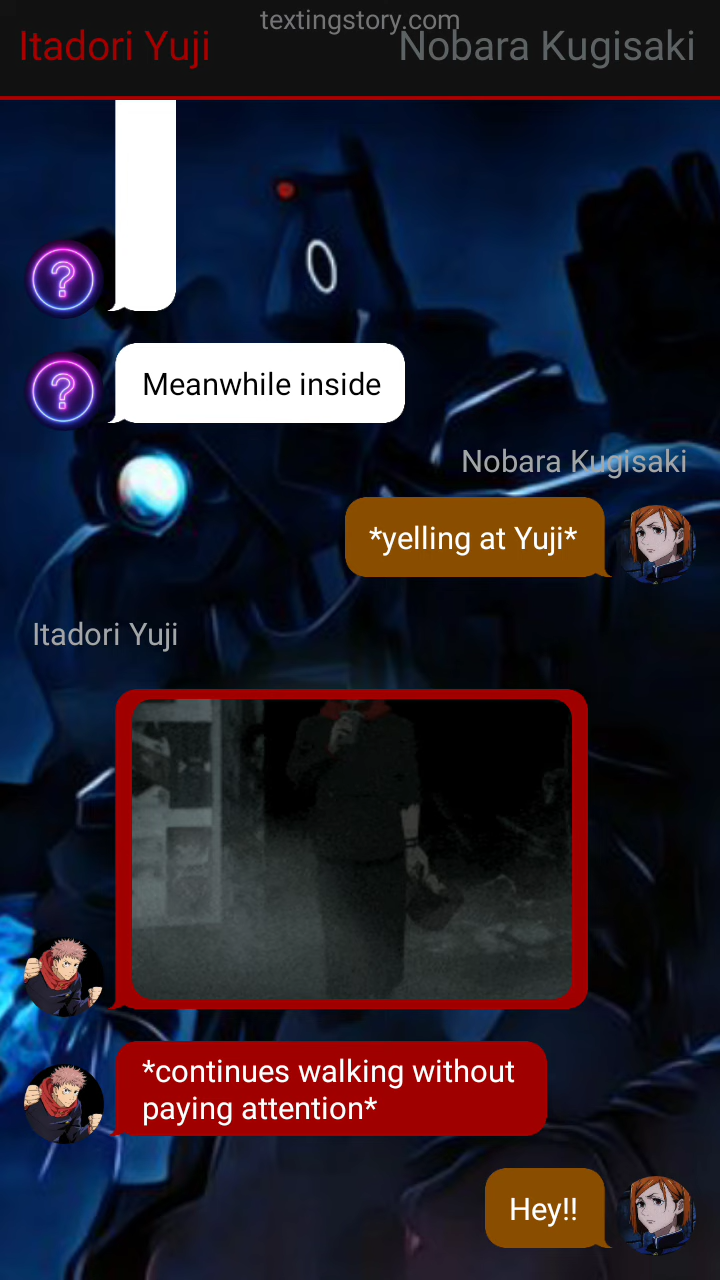 textingstory.com
Itadori Yuji
Nobara Kugisaki
?
?
Meanwhile inside
Nobara Kugisaki
*yelling at Yuji*
Itadori Yuji
*continues walking without
paying attention*
Hey!!